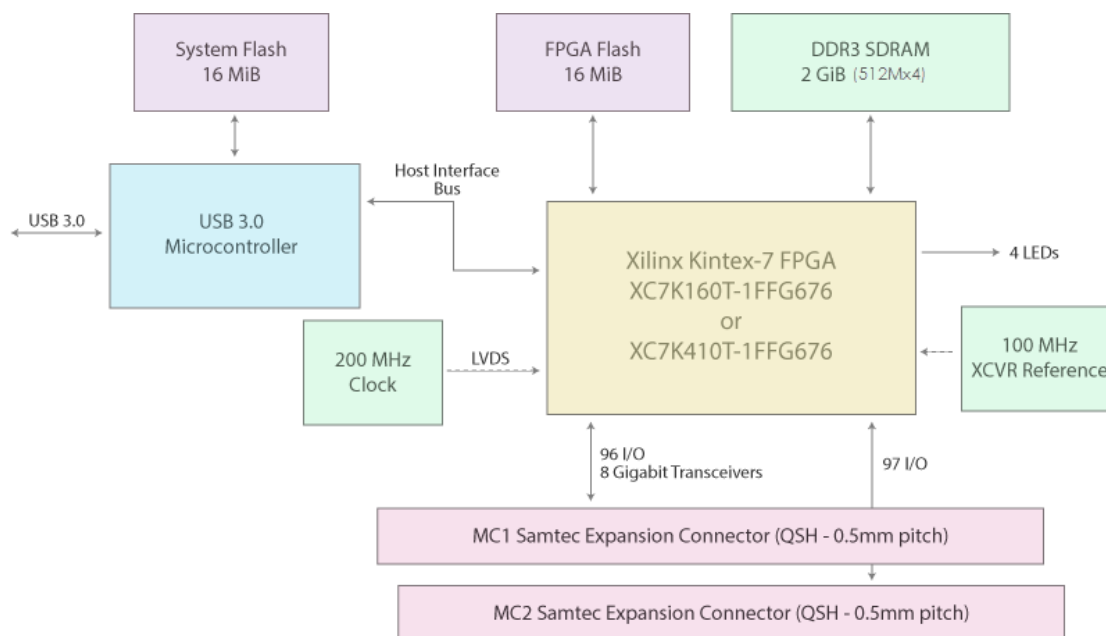 System Flash
16 MiB
FPGA Flash
16 MiB
DDR3 SDRAM
2 GiB (512Mx4)
Host Interface
Bus
USB 3.0
USB 3.0
Microcontroller
Xilinx Kintex-7 FPGA
XC7K160T-1FFG676
or
XC7K410T-1FFG676
4 LEDs
200 MHz
Clock
LVDS
100 MHz
XCVR Reference
96 I/O
8 Gigabit Transceivers
97 I/O
MC1 Samtec Expansion Connector (QSH - 0.5mm pitch)
MC2 Samtec Expansion Connector (QSH - 0.5mm pitch)